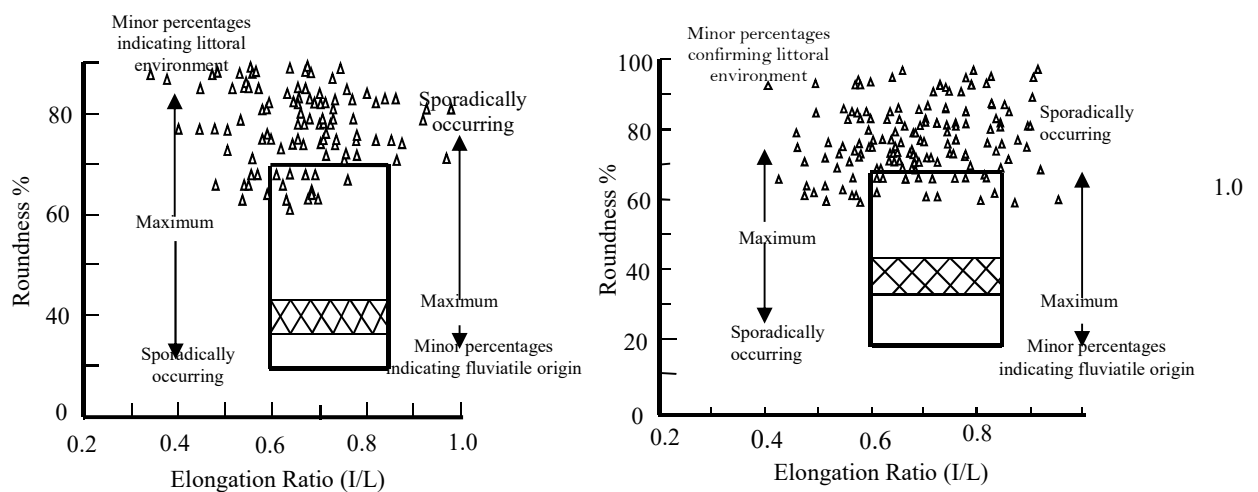 Minor percentages
indicating littoral
environment
80
60
40
0
0.2
0.4
0.6
0.8
1.0
Roundness %
Elongation Ratio (I/L)
Maximum
Sporadically
occurring
Sporadically
occurring
Maximum
Minor percentages
indicating fluviatile origin
Minor percentages
confirming littoral
environment
100
80
60
40
20
0
0.2
0.4
0.6
0.8
Roundness %
Elongation Ratio (I/L)
Maximum
Sporadically
occurring
Sporadically
occurring
Maximum
Minor percentages
indicating fluviatile origin
1.0